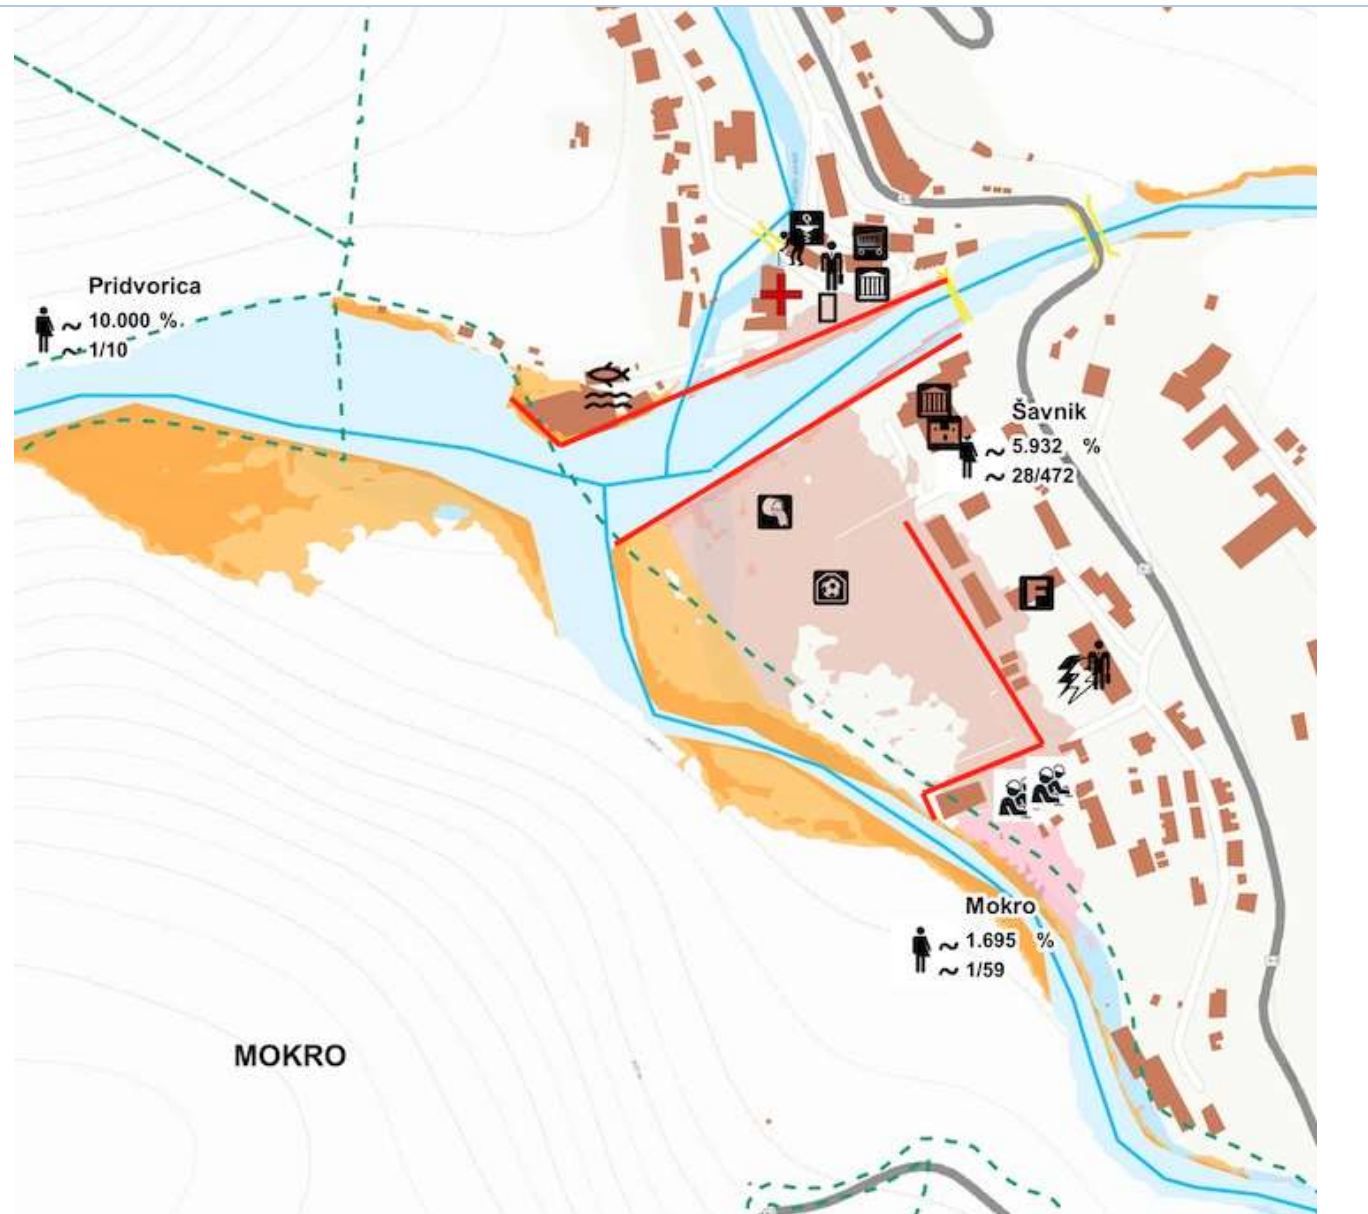 Pridvorica
~ 10.000 %
~ 1/10
Šavnik
~ 5.932 %
~ 28/472
F
Mokro
~ 1.695 %
~ 1/59
MOKRO